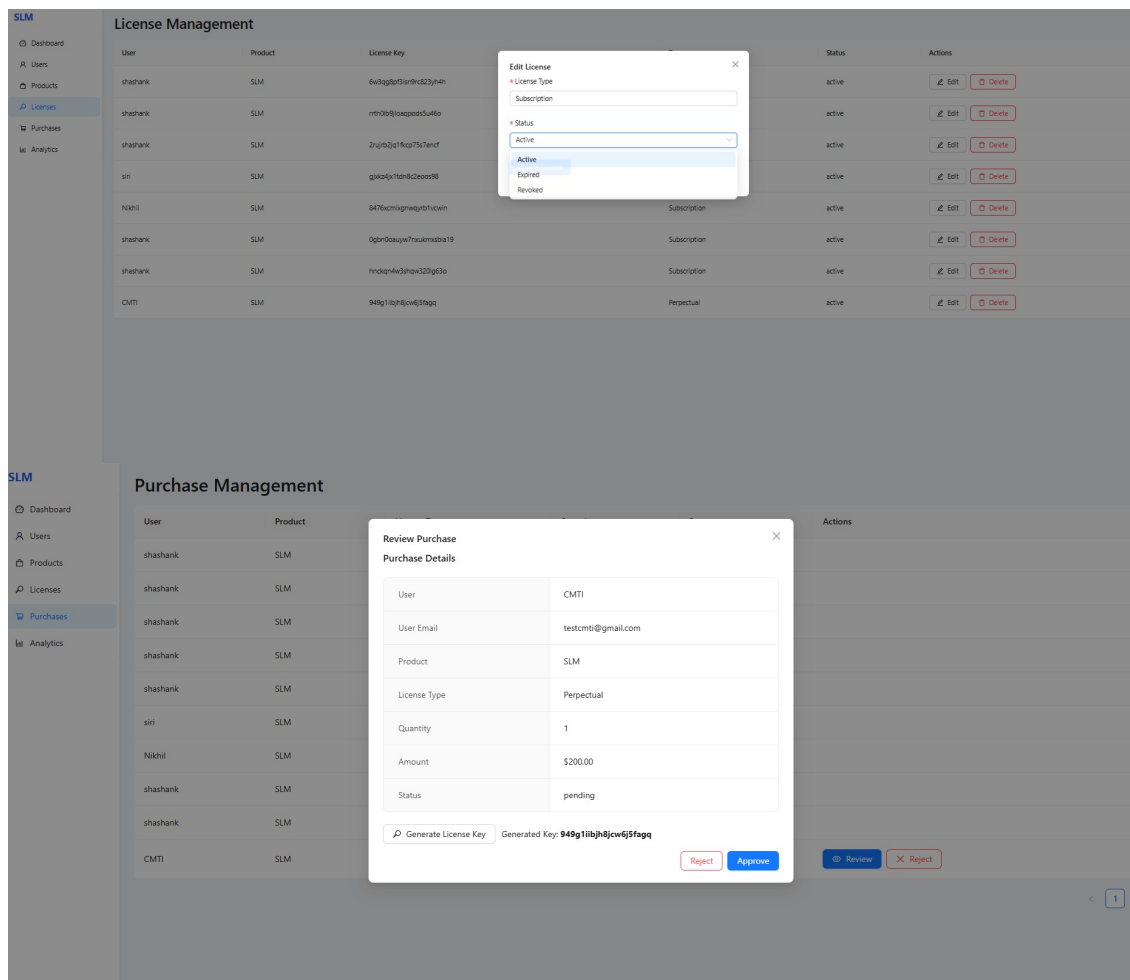 SLM
License Management
Dashboard
Users
Products
Licenses
Purchases
Analytics
User Product License Key Status Actions
shashank SLM 6w3qg8pf3lsn9rc823yh4h active Edit Delete
shashank SLM active Edit Delete
shashank SLM active Edit Delete
siri SLM active Edit Delete
Nikhil SLM Subscription active Edit Delete
shashank SLM Subscription active Edit Delete
shashank SLM Subscription active Edit Delete
CMTI SLM 949g1iibjh8jcw6j5fagq Perpectual active Edit Delete
Edit License
* License Type
Subscription
* Status
Active
Active
Expired
Revoked
SLM
Purchase Management
Dashboard
Users
Products
Licenses
Purchases
Analytics
User Product Actions
shashank SLM
shashank SLM
shashank SLM
shashank SLM
shashank SLM
siri SLM
Nikhil SLM
shashank SLM
shashank SLM
CMTI SLM Review Reject
Review Purchase
Purchase Details
User CMTI
User Email testcmti@gmail.com
Product SLM
License Type Perpectual
Quantity 1
Amount $200.00
Status pending
Generate License Key Generated Key: 949g1iibjh8jcw6j5fagq
Reject Approve
1